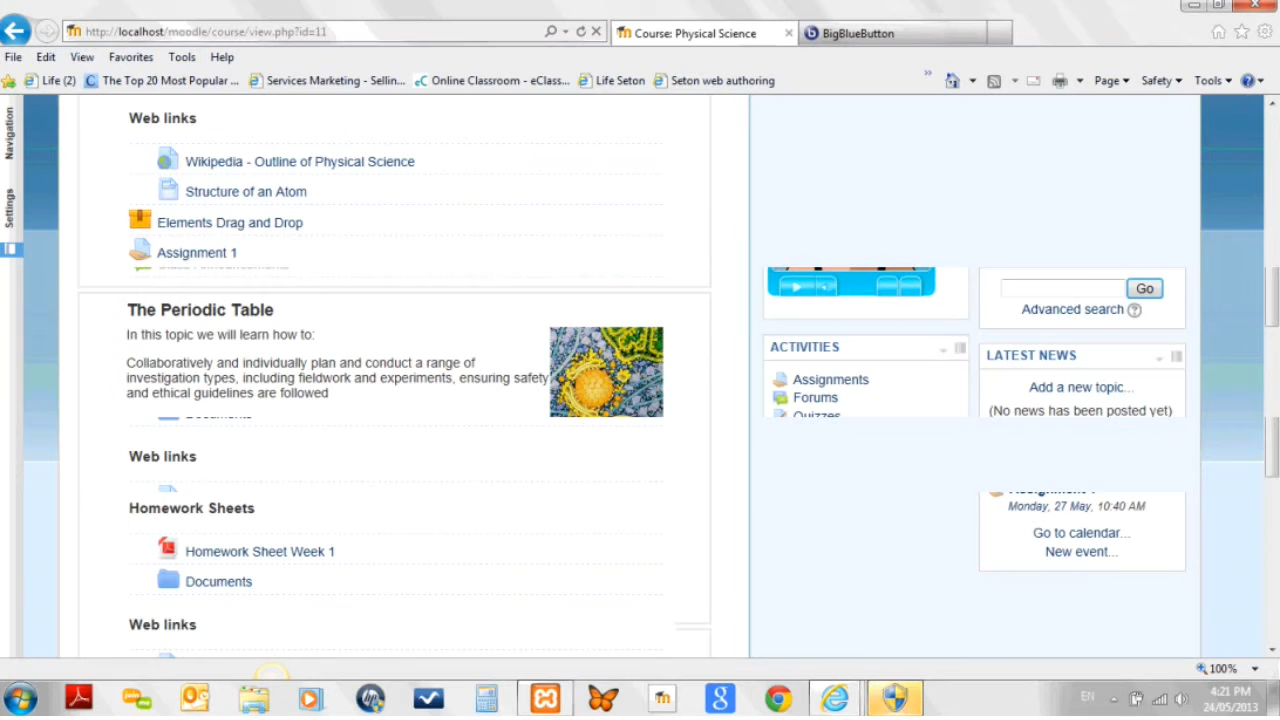 http://localhost/moodle/course/view.php?id=11
Course: Physical Science
BigBlueButton
File Edit View Favorites Tools Help
Life (2)
The Top 20 Most Popular ...
Services Marketing - Sellin...
Online Classroom - eClass...
Life Seton
Seton web authoring
Page
Safety
Tools
Navigation
Settings
Web links
Wikipedia - Outline of Physical Science
Structure of an Atom
Elements Drag and Drop
Assignment 1
The Periodic Table
In this topic we will learn how to:
Collaboratively and individually plan and conduct a range of
investigation types, including fieldwork and experiments, ensuring safety
and ethical guidelines are followed
Documents
Web links
Homework Sheets
Homework Sheet Week 1
Documents
Web links
ACTIVITIES
Assignments
Forums
Quizzes
Go
Advanced search
LATEST NEWS
Add a new topic...
(No news has been posted yet)
Monday, 27 May, 10:40 AM
Go to calendar...
New event...
100%
EN
4:21 PM
24/05/2013